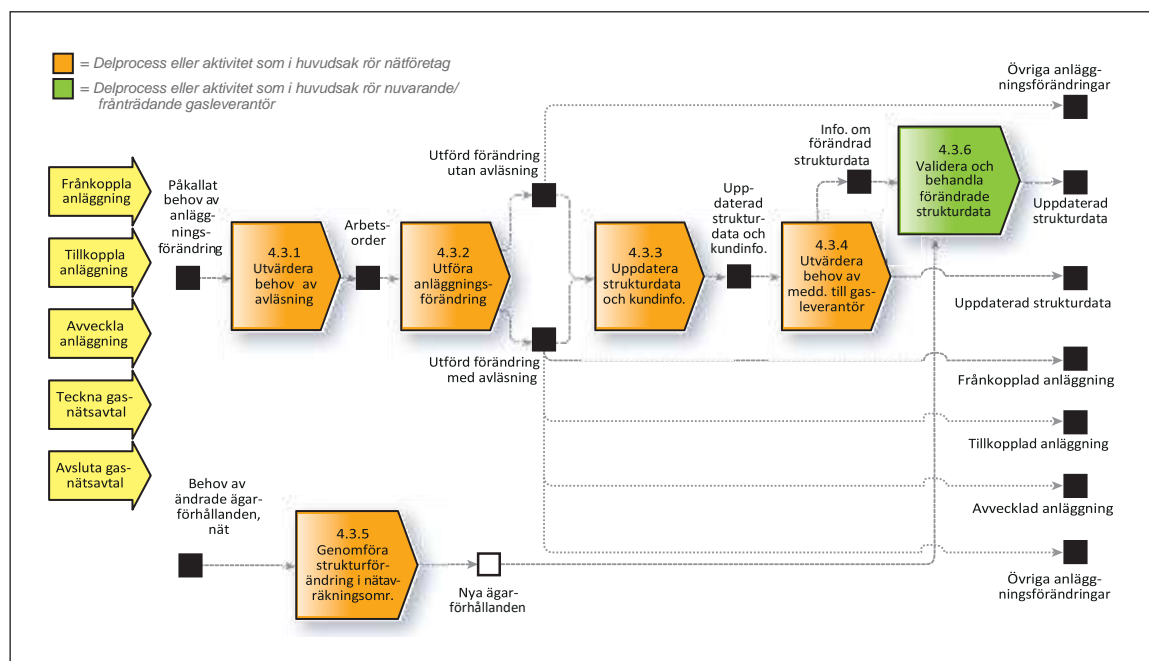 = Delprocess eller aktivitet som i huvudsak rör nätföretag
= Delprocess eller aktivitet som i huvudsak rör nuvarande/
frånträdande gasleverantör
Frånkoppla
anläggning
Tillkoppla
anläggning
Avveckla
anläggning
Teckna gas-
nätsavtal
Avsluta gas-
nätsavtal
Påkallat
behov av
anlägg-
nings-
förändring
4.3.1
Utvärdera
behov av
avläsning
Arbets-
order
4.3.2
Utföra
anläggnings-
förändring
Utförd förändring
utan avläsning
Utförd förändring
med avläsning
4.3.3
Uppdatera
strukturdata
och kundinfo.
Upp-
daterad
struktur-
data och
kundinfo.
4.3.4
Utvärdera
behov av
medd. till gas-
leverantör
Info. om
förändrad
strukturdata
4.3.6
Validera och
behandla
förändrade
strukturdata
Övriga anlägg-
ningsförändringar
Uppdaterad
strukturdata
Uppdaterad strukturdata
Frånkopplad anläggning
Tillkopplad anläggning
Avvecklad anläggning
Övriga anlägg-
ningsförändringar
Behov av
ändrade ägar-
förhållanden,
nät
4.3.5
Genomföra
strukturför-
ändring i nätav-
räkningsomr.
Nya ägar-
förhållanden